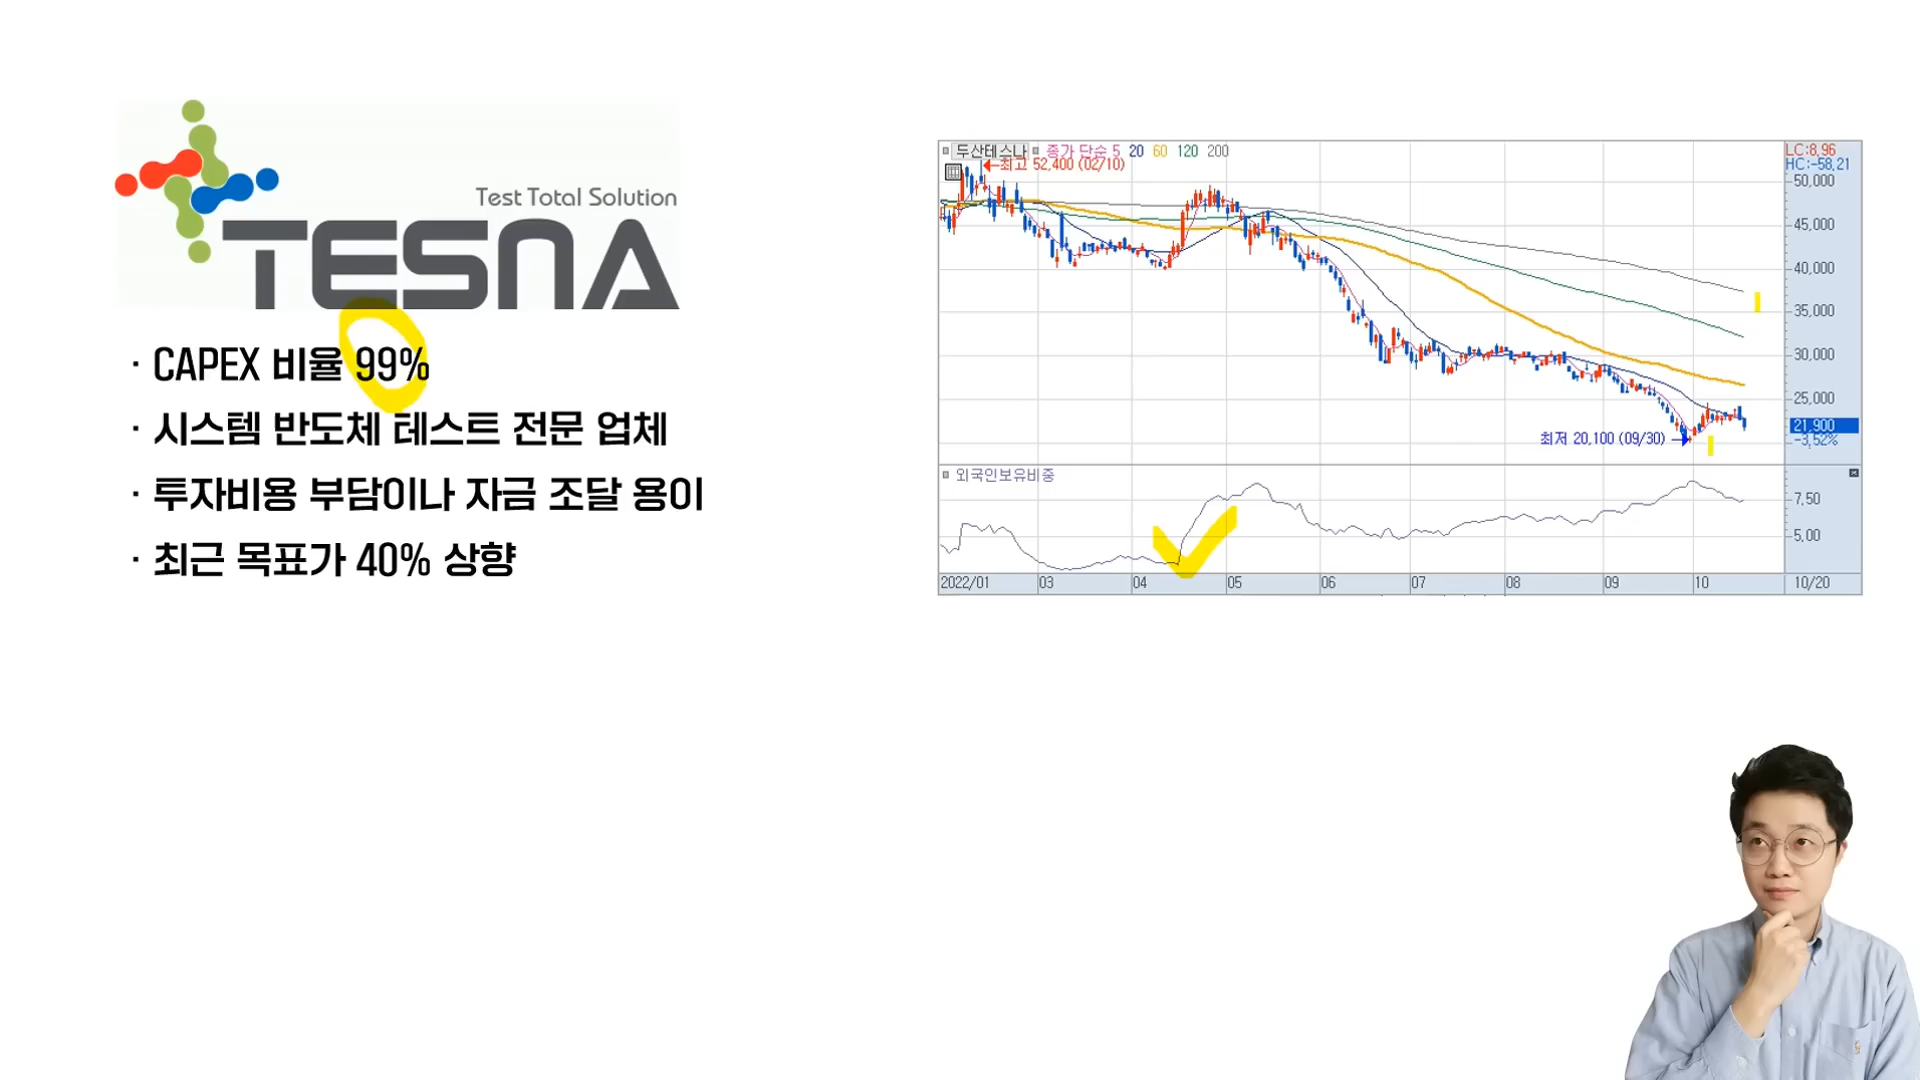 Test Total Solution
TESNA
· CAPEX 비율 99%
· 시스템 반도체 테스트 전문 업체
· 투자비용 부담이나 자금 조달 용이
· 최근 목표가 40% 상향
두산테스나 종가 단순 5 20 60 120 200
최고 52,400 (02/10)
LC:8,96
HC:-58,21
50,000
45,000
40,000
35,000
30,000
25,000
21,900
-3,52%
최저 20,100 (09/30)
외국인보유비중
7,50
5,00
2022/01 03 04 05 06 07 08 09 10 10/20